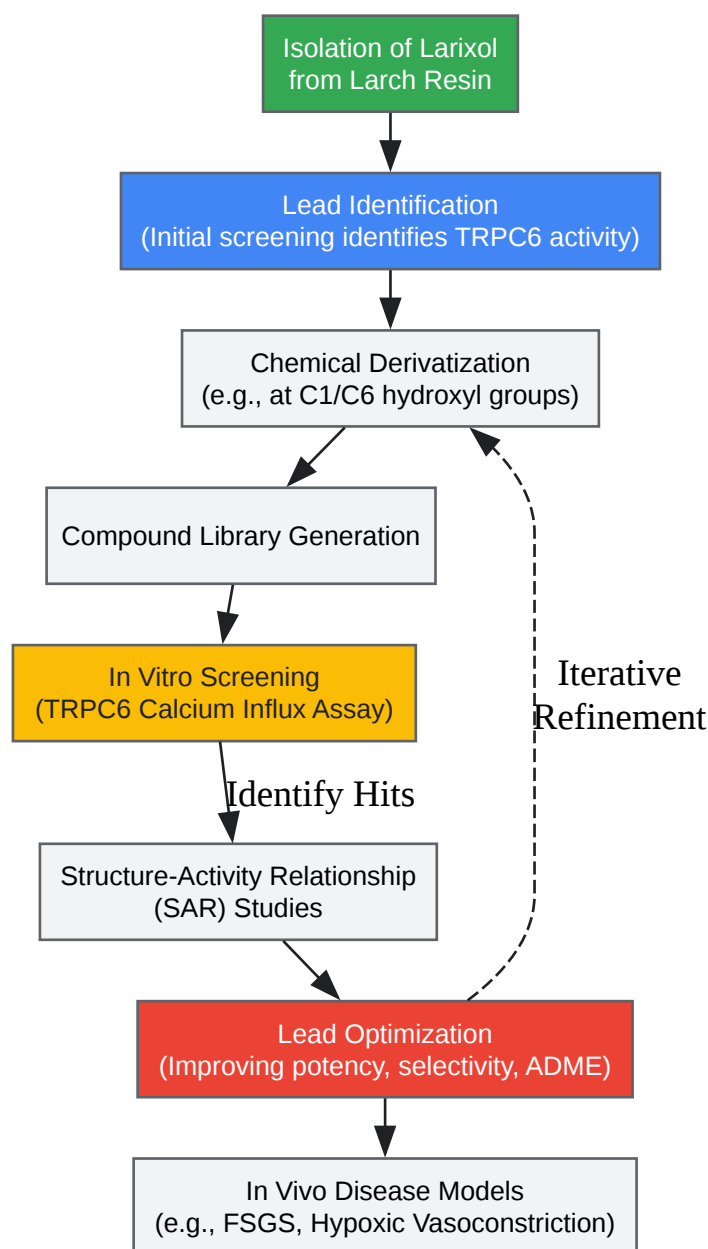 Isolation of Larixol
from Larch Resin
Lead Identification
(Initial screening identifies TRPC6 activity)
Chemical Derivatization
(e.g., at C1/C6 hydroxyl groups)
Compound Library Generation
In Vitro Screening
(TRPC6 Calcium Influx Assay)
Iterative
Refinement
Identify Hits
Structure-Activity Relationship
(SAR) Studies
Lead Optimization
(Improving potency, selectivity, ADME)
In Vivo Disease Models
(e.g., FSGS, Hypoxic Vasoconstriction)